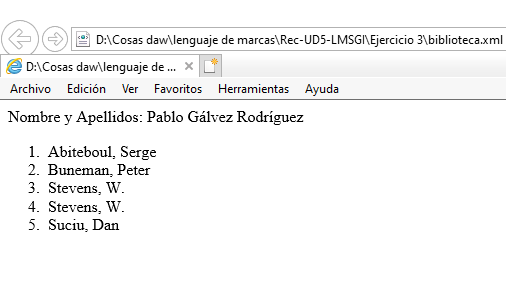 D:\Cosas daw\lenguaje de marcas\Rec-UD5-LMSGI\Ejercicio 3\biblioteca.xml
D:\Cosas daw\lenguaje de ...
Archivo Edición Ver Favoritos Herramientas Ayuda
Nombre y Apellidos: Pablo Gálvez Rodríguez
1. Abiteboul, Serge
2. Buneman, Peter
3. Stevens, W.
4. Stevens, W.
5. Suciu, Dan